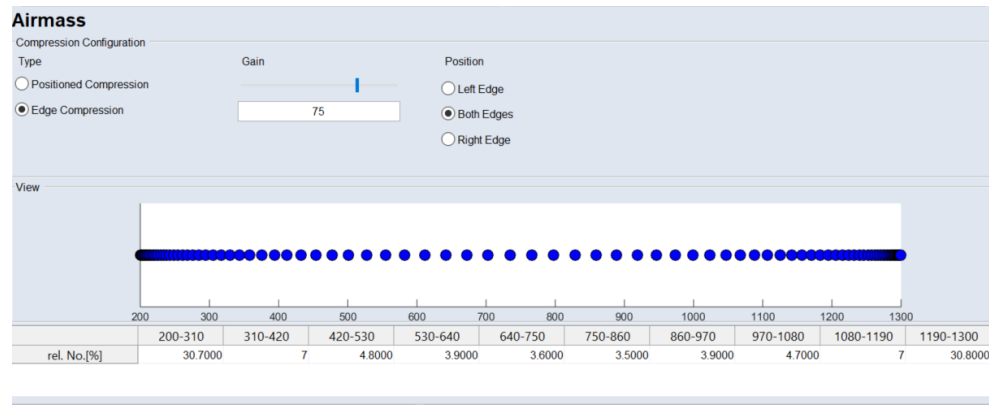 Airmass
Compression Configuration
Type Gain Position
Positioned Compression
Left Edge
Edge Compression 75 Both Edges
Right Edge
View
200 300 400 500 600 700 800 900 1000 1100 1200 1300
200-310 310-420 420-530 530-640 640-750 750-860 860-970 970-1080 1080-1190 1190-1300
rel. No.[%] 30.7000 7 4.8000 3.9000 3.6000 3.5000 3.9000 4.7000 7 30.8000